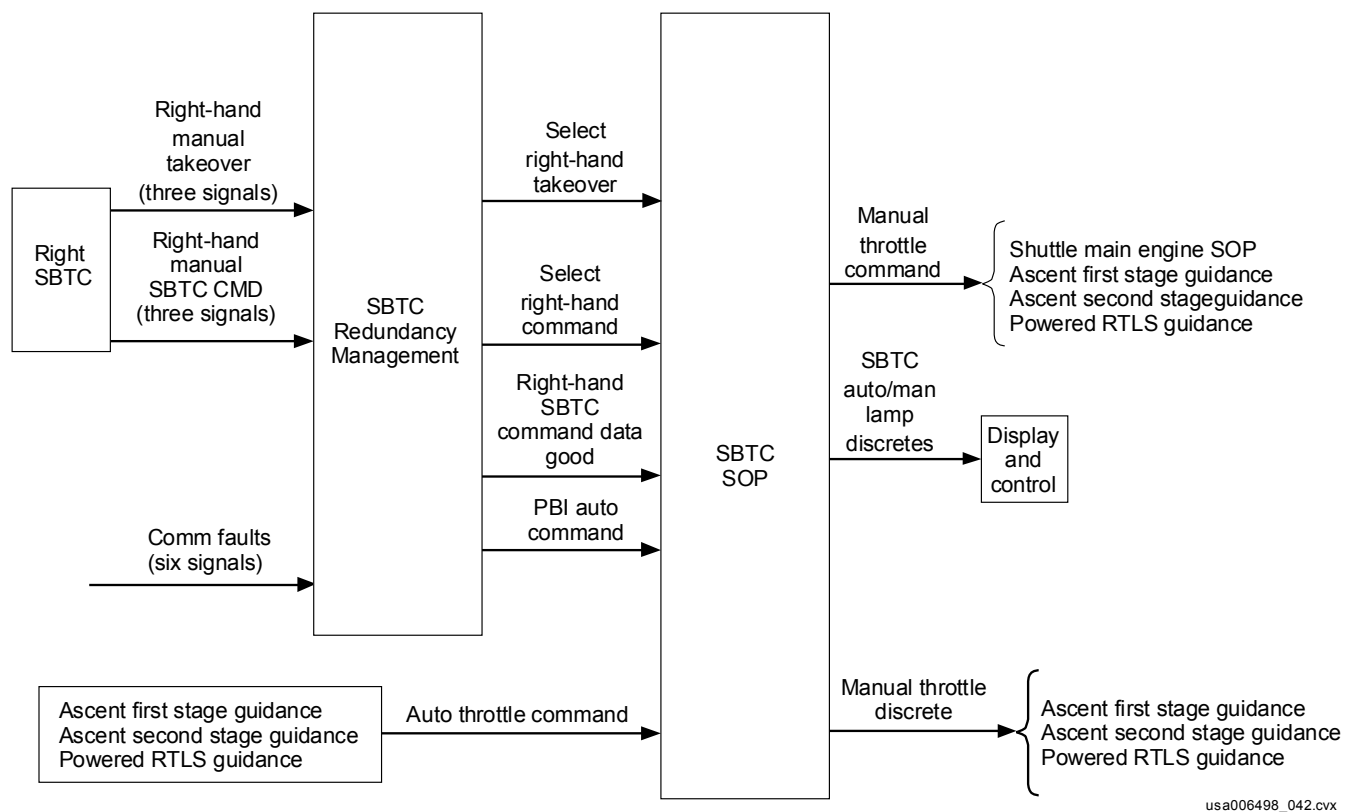 Right-hand
manual
takeover
(three signals)
Right
SBTC
Right-hand
manual
SBTC CMD
(three signals)
Comm faults
(six signals)
SBTC
Redundancy
Management
Select
right-hand
takeover
Select
right-hand
command
Right-hand
SBTC
command data
good
PBI auto
command
Ascent first stage guidance
Ascent second stage guidance
Powered RTLS guidance
Auto throttle command
SBTC
SOP
Manual
throttle
command
Shuttle main engine SOP
Ascent first stage guidance
Ascent second stageguidance
Powered RTLS guidance
SBTC
auto/man
lamp
discretes
Display
and
control
Manual throttle
discrete
Ascent first stage guidance
Ascent second stage guidance
Powered RTLS guidance
usa006498_042.cvx